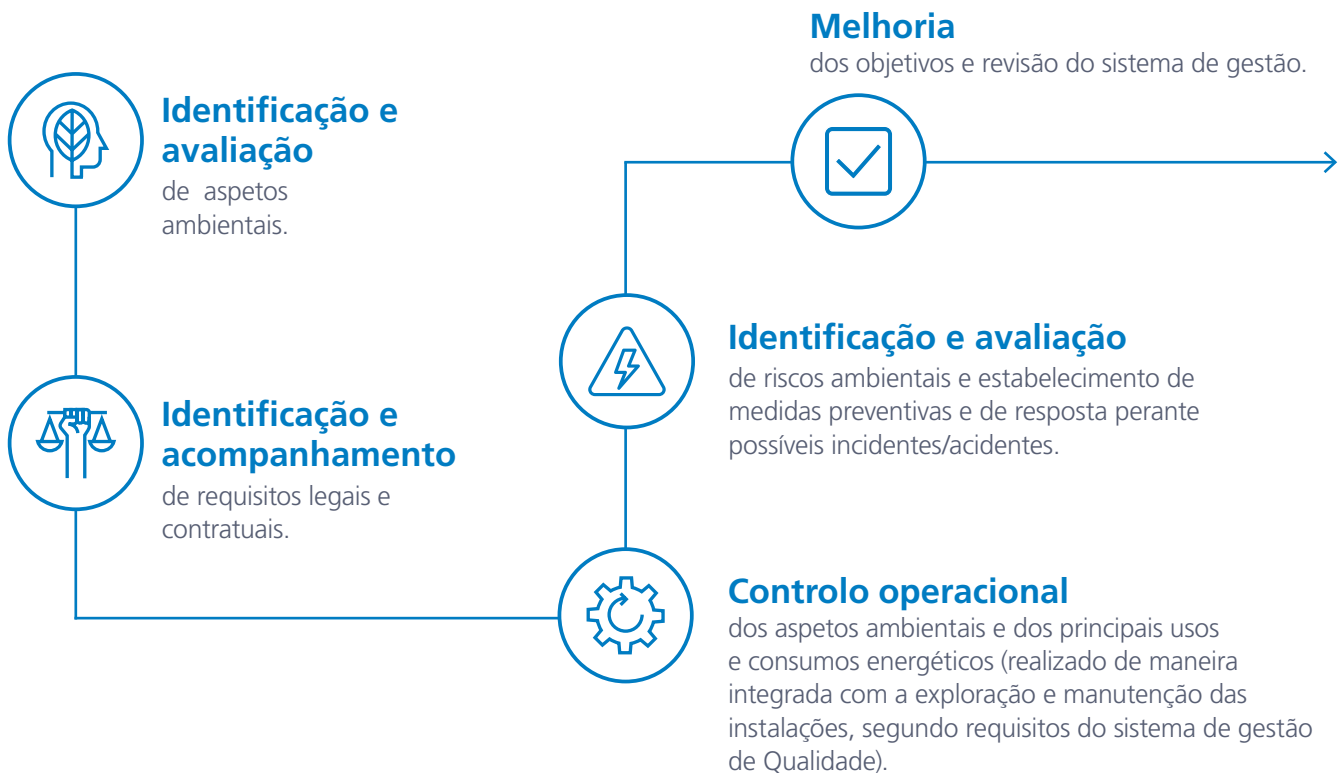 Identificação e
avaliação
de aspetos
ambientais.
Identificação e
acompanhamento
de requisitos legais e
contratuais.
Controlo operacional
dos aspetos ambientais e dos principais usos
e consumos energéticos (realizado de maneira
integrada com a exploração e manutenção das
instalações, segundo requisitos do sistema de gestão
de Qualidade).
Identificação e avaliação
de riscos ambientais e estabelecimento de
medidas preventivas e de resposta perante
possíveis incidentes/acidentes.
Melhoria
dos objetivos e revisão do sistema de gestão.